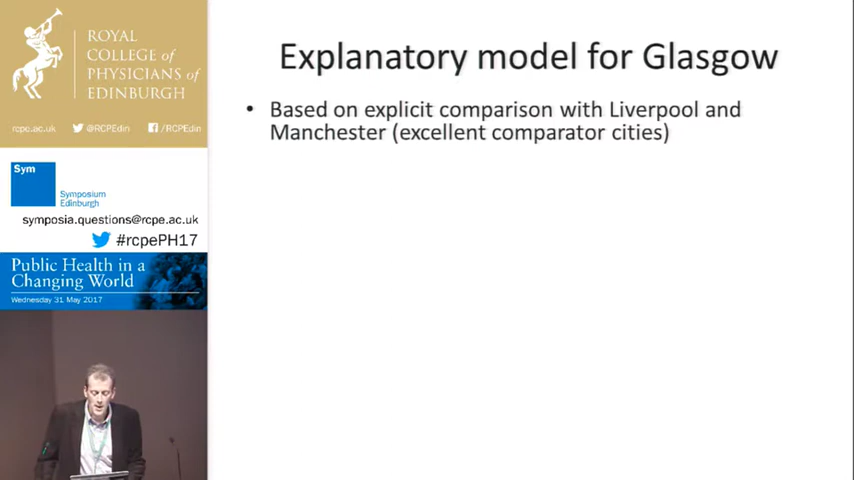 ROYAL
COLLEGE of
PHYSICIANS of
EDINBURGH
rcpe.ac.uk @RCPEdin /RCPEdin
Sym
Symposium
Edinburgh
symposia.questions@rcpe.ac.uk
#rcpePH17
Public Health in a
Changing World
Wednesday 31 May 2017
Explanatory model for Glasgow
• Based on explicit comparison with Liverpool and
Manchester (excellent comparator cities)